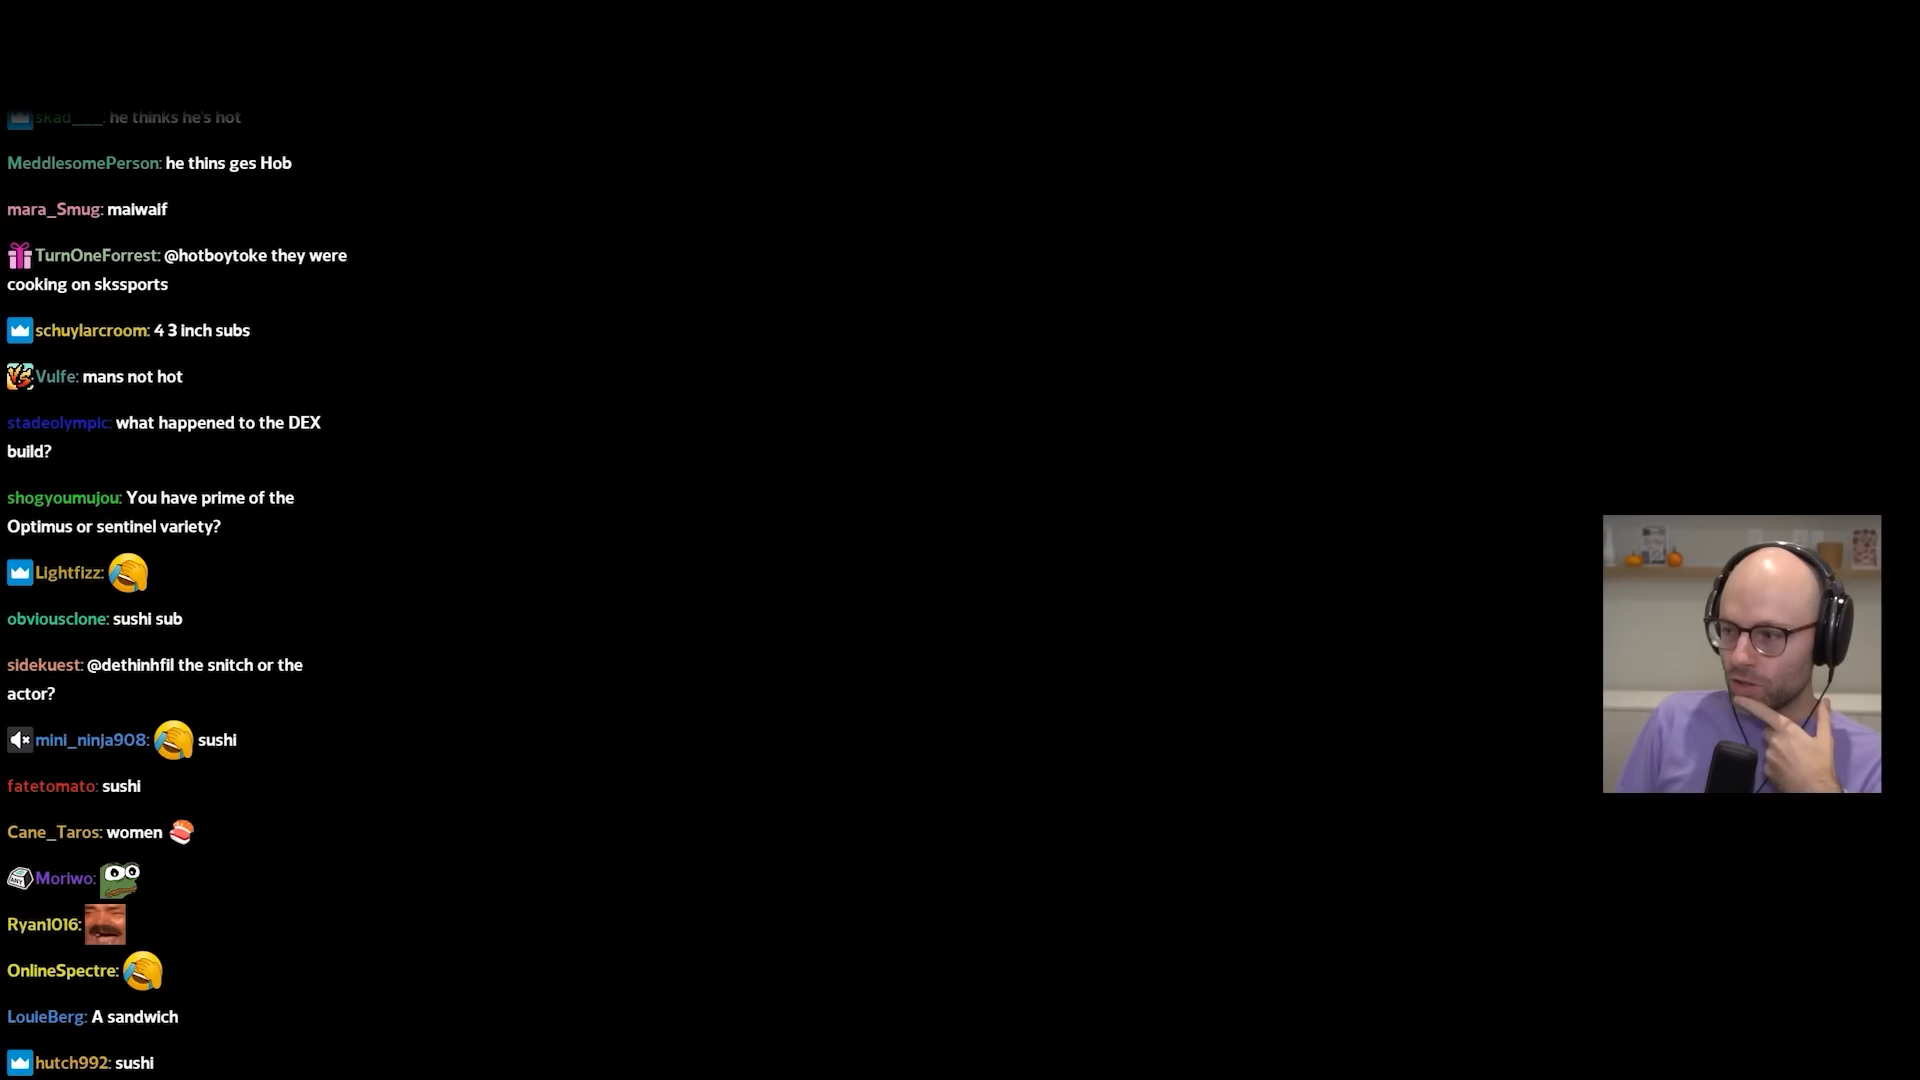 skad___: he thinks he's hot
MeddlesomePerson: he thins ges Hob
mara_Smug: maiwaif
TurnOneForrest: @hotboytoke they were
cooking on skssports
schuylarcroom: 4 3 inch subs
Vulfe: mans not hot
stadeolympic: what happened to the DEX
build?
shogyoumujou: You have prime of the
Optimus or sentinel variety?
Lightfizz:
obviousclone: sushi sub
sidekuest: @dethinhfil the snitch or the
actor?
mini_ninja908: sushi
fatetomato: sushi
Cane_Taros: women
Moriwo:
Ryan1016:
OnlineSpectre:
LouieBerg: A sandwich
hutch992: sushi